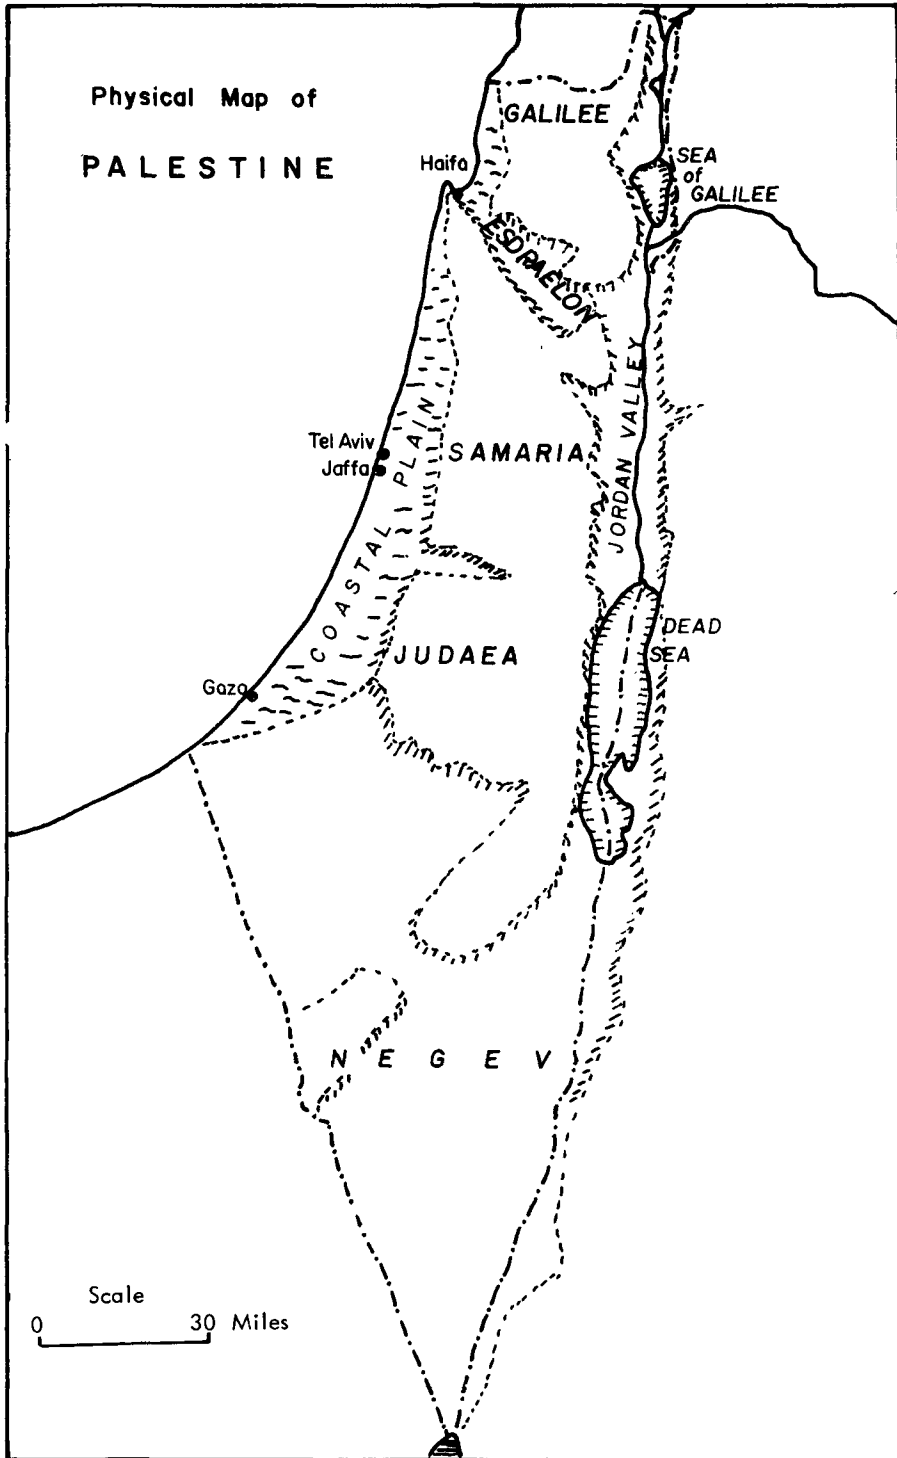 Physical Map of
PALESTINE
GALILEE
Haifa
SEA
of
GALILEE
ESDRAELON
JORDAN VALLEY
COASTAL PLAIN
Tel Aviv
Jaffa
SAMARIA
DEAD
SEA
JUDAEA
Gaza
NEGEV
Scale
0 30 Miles